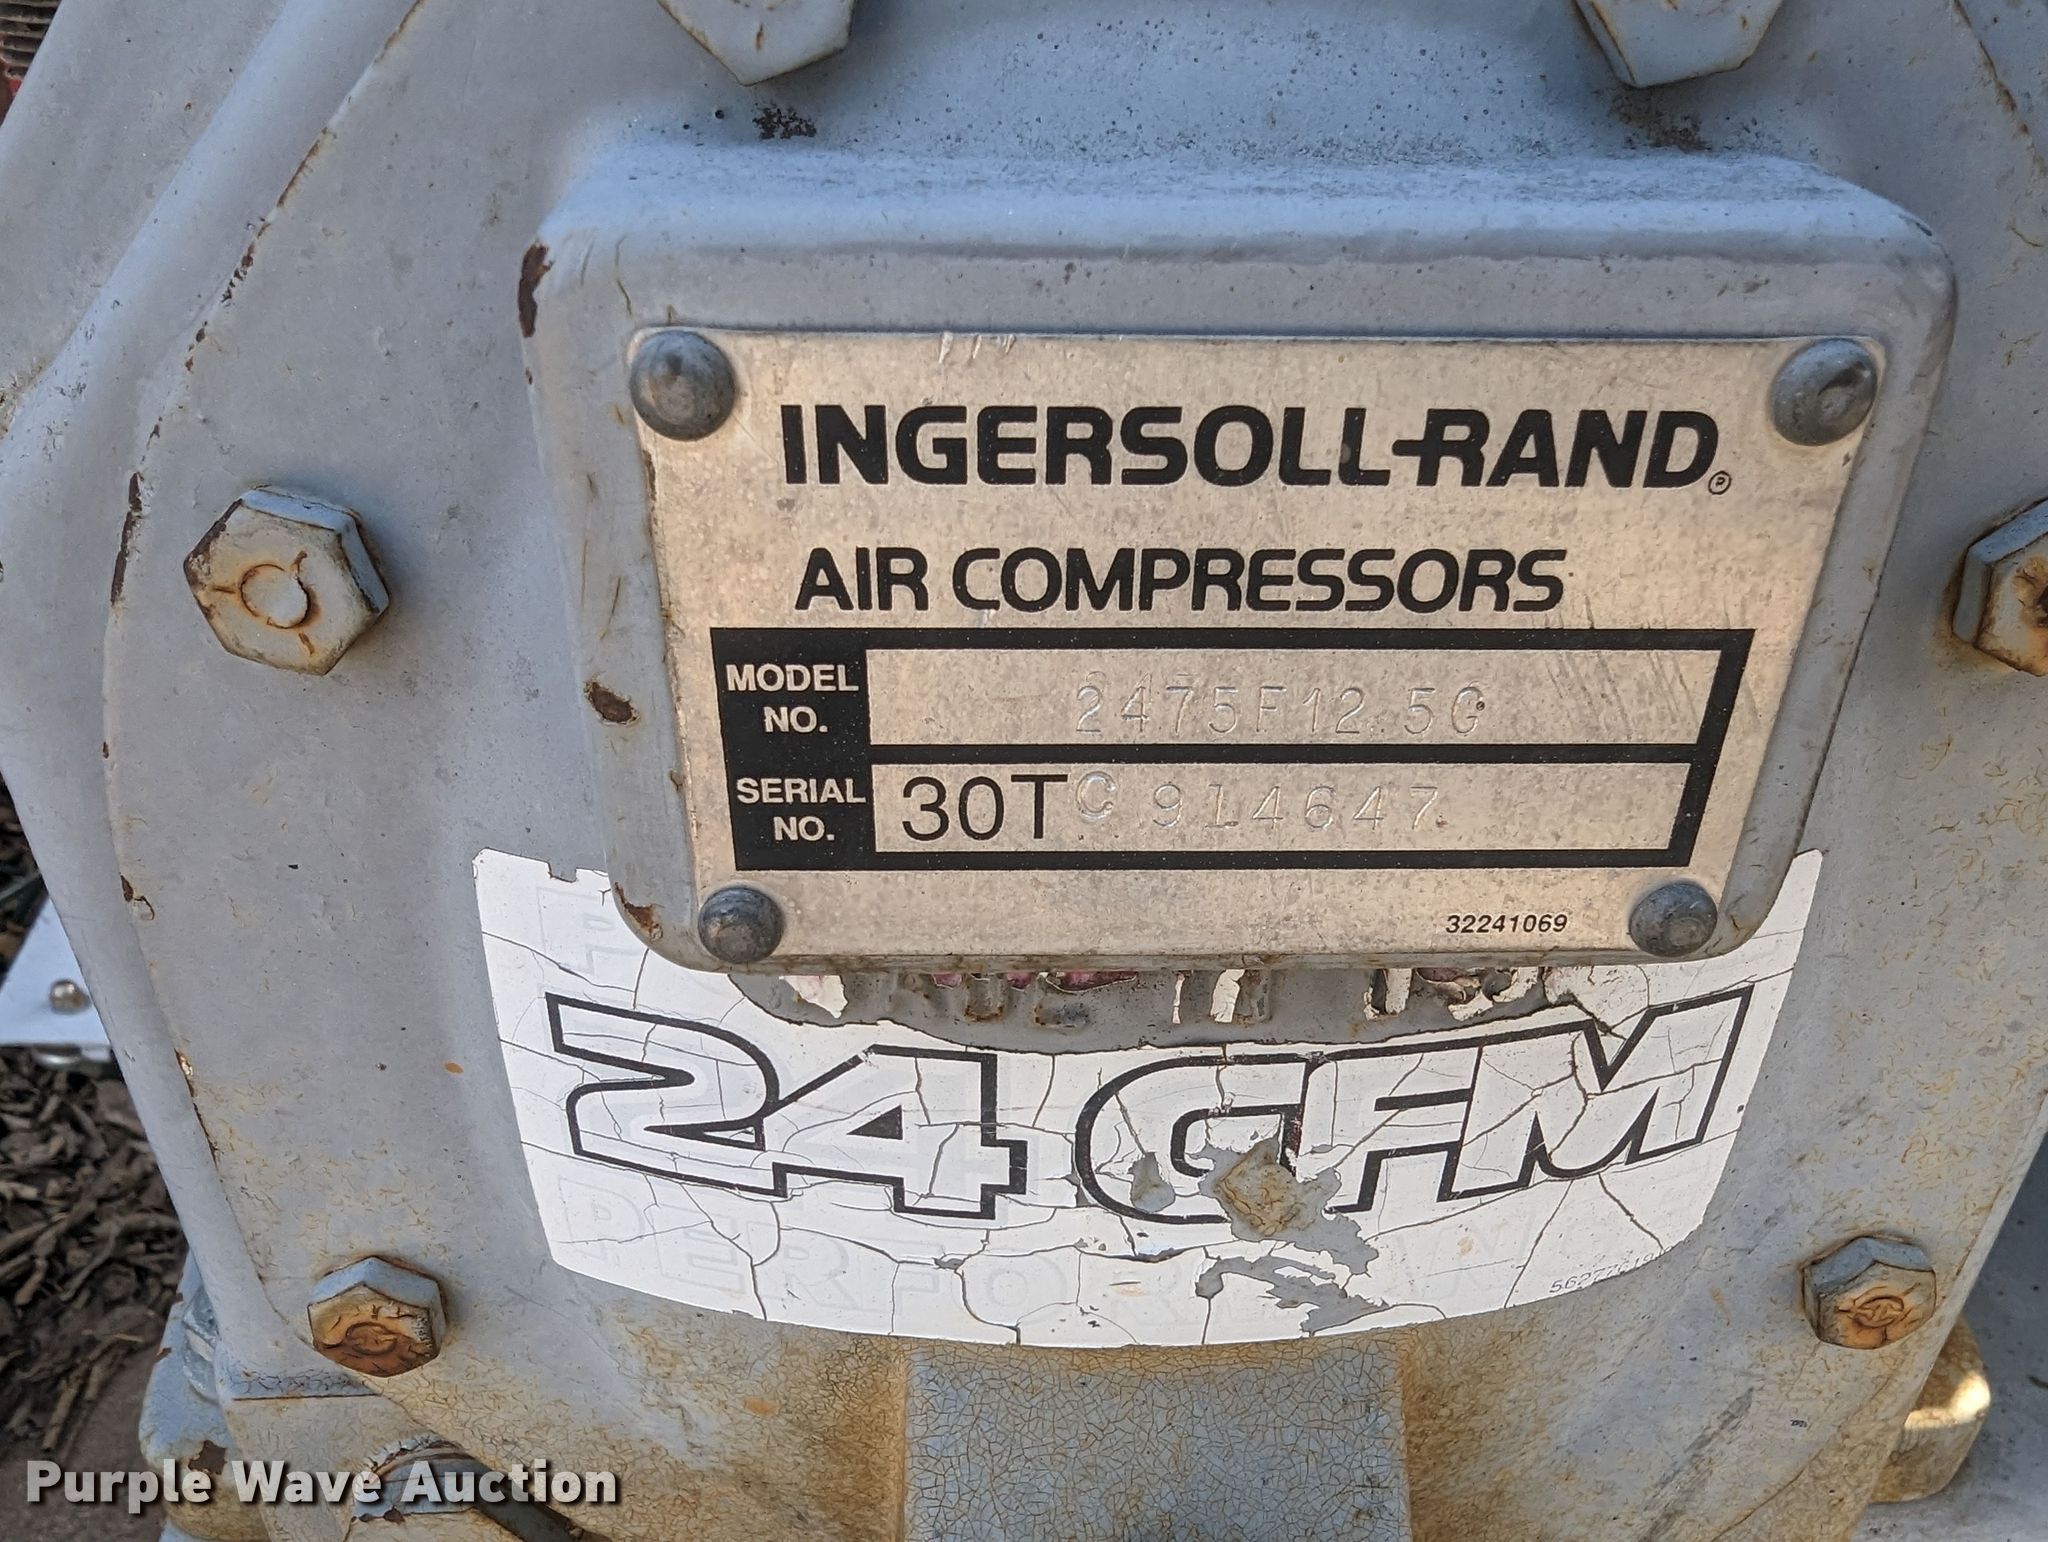 INGERSOLL-RAND®
AIR COMPRESSORS
MODEL NO. 2475F12.5G
SERIAL NO. 30T C 914647
32241069
24 CFM
Purple Wave Auction